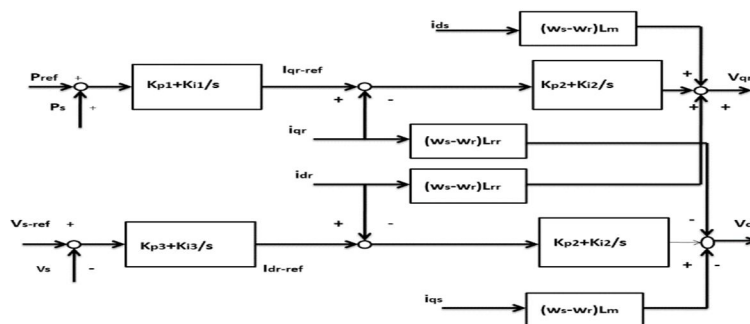 ids
(ws-wr)Lm
Pref
+
Kp1+Ki1/s
Iqr-ref
Kp2+Ki2/s
+
Vqr
Ps
+
+
-
+
+
iqr
(ws-wr)Lrr
idr
(ws-wr)Lrr
Vs-ref
+
+
-
-
Kp3+Ki3/s
Kp2+Ki2/s
Vs
-
Idr-ref
+
-
iqs
(ws-wr)Lm